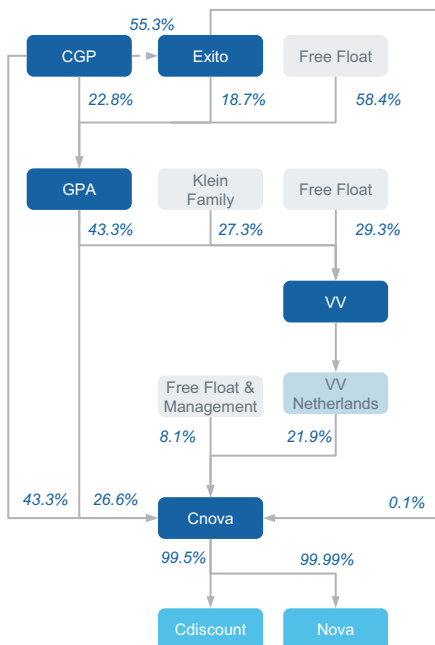 55.3%
CGP
Exito
Free Float
22.8%
18.7%
58.4%
GPA
Klein
Family
Free Float
43.3%
27.3%
29.3%
VV
Free Float &
Management
VV
Netherlands
8.1%
21.9%
43.3%
26.6%
0.1%
Cnova
99.5%
99.99%
Cdiscount
Nova